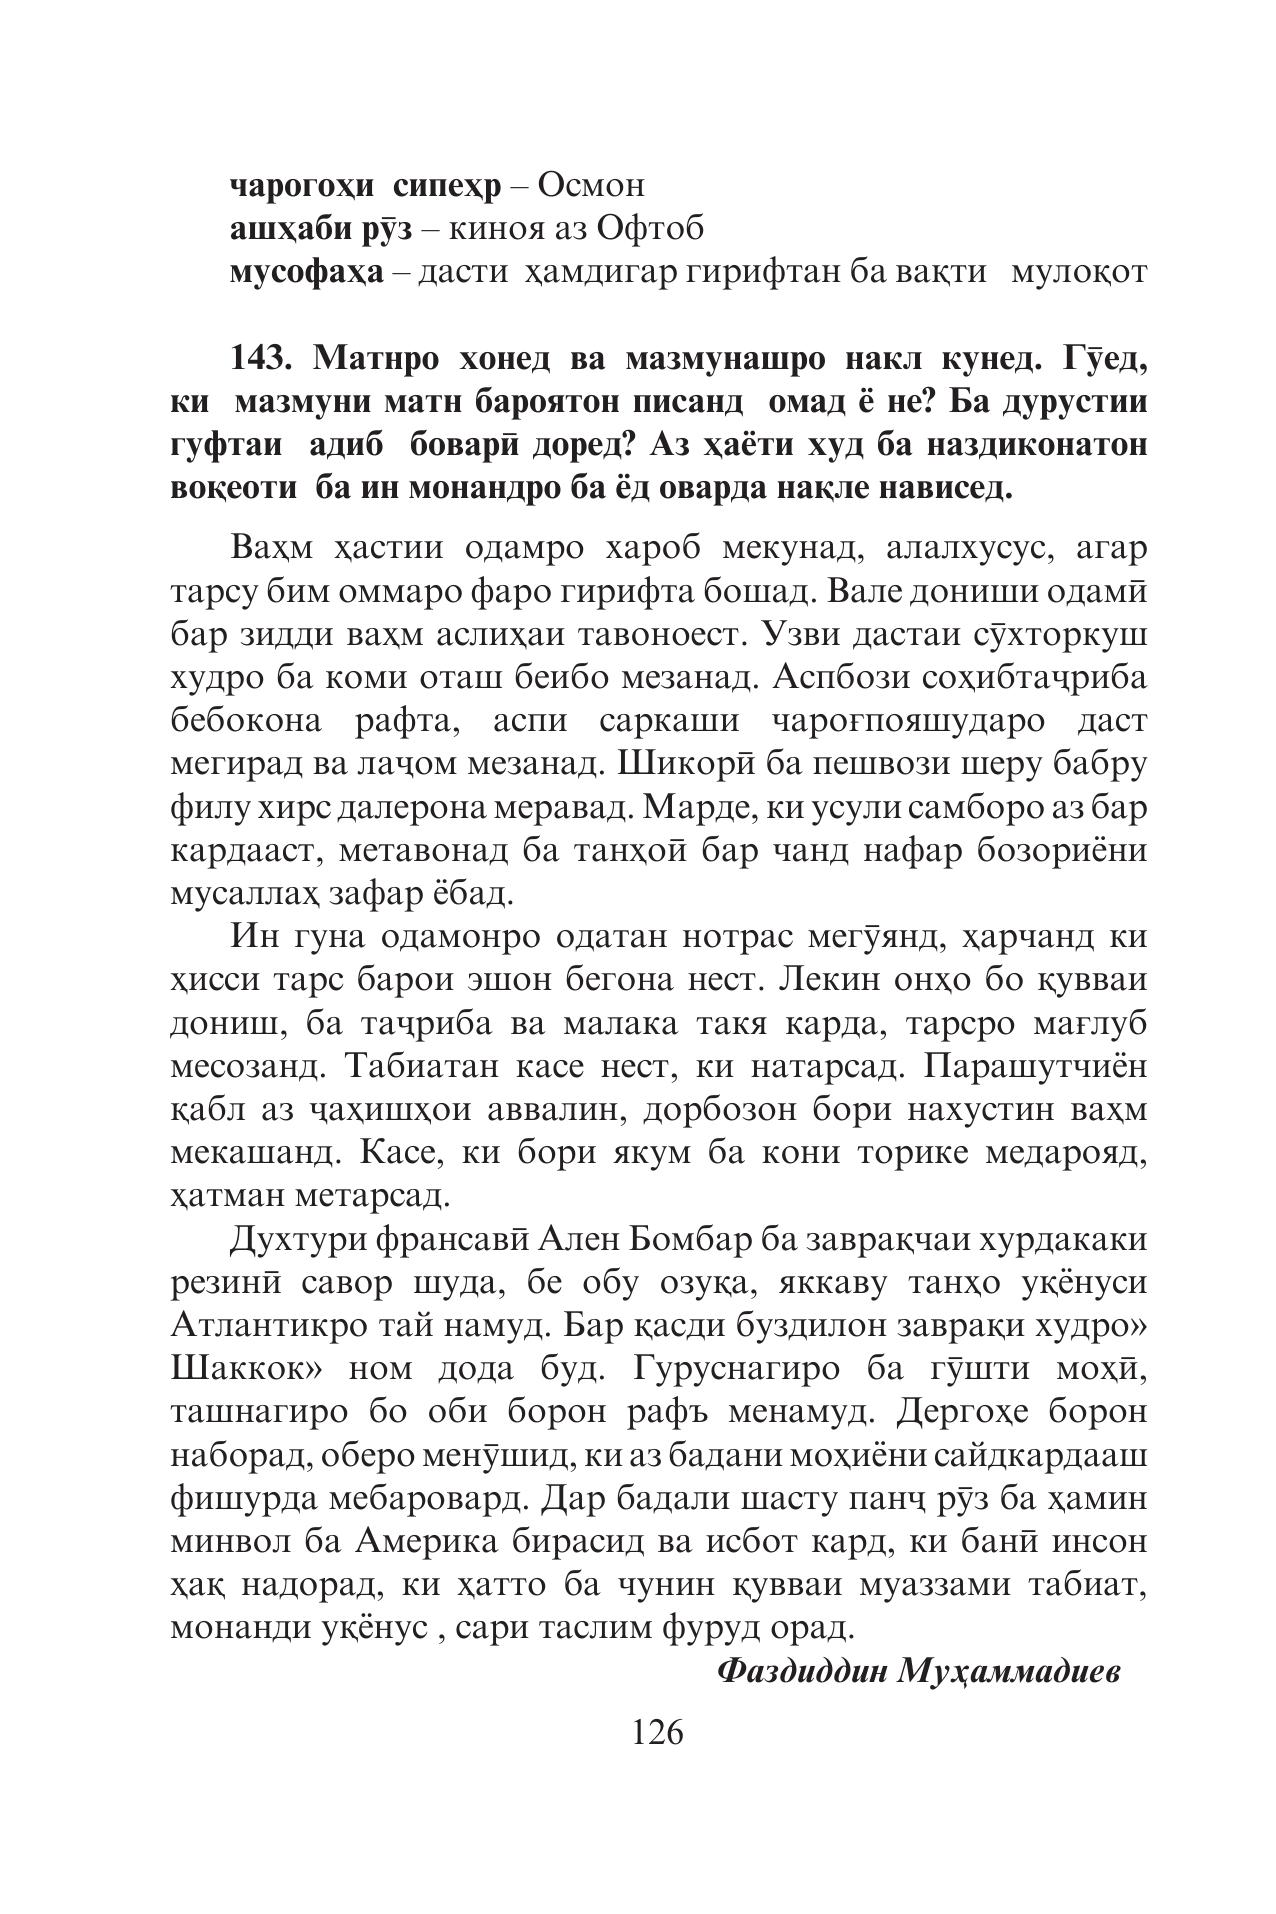 чарогоҳи сипеҳр – Осмон
ашҳаби рӯз – киноя аз Офтоб
мусофаҳа – дасти ҳамдигар гирифтан ба вақти мулоқот
143. Матнро хонед ва мазмунашро накл кунед. Гӯед,
ки мазмуни матн бароятон писанд омад ё не? Ба дурустии
гуфтаи адиб боварӣ доред? Аз ҳаёти худ ба наздиконатон
воқеоти ба ин монандро ба ёд оварда нақле нависед.
Ваҳм ҳастии одамро хароб мекунад, алалхусус, агар
тарсу бим оммаро фаро гирифта бошад. Вале дониши одамӣ
бар зидди ваҳм аслиҳаи тавоноест. Узви дастаи сӯхторкуш
худро ба коми оташ беибо мезанад. Аспбози соҳибтаҷриба
бебокона рафта, аспи саркаши чароғпояшударо даст
мегирад ва лаҷом мезанад. Шикорӣ ба пешвози шеру бабру
филу хирс далерона меравад. Марде, ки усули самборо аз бар
кардааст, метавонад ба танҳоӣ бар чанд нафар бозориёни
мусаллаҳ зафар ёбад.
Ин гуна одамонро одатан нотрас мегӯянд, ҳарчанд ки
ҳисси тарс барои эшон бегона нест. Лекин онҳо бо қувваи
дониш, ба таҷриба ва малака такя карда, тарсро мағлуб
месозанд. Табиатан касе нест, ки натарсад. Парашутчиён
қабл аз ҷаҳишҳои аввалин, дорбозон бори нахустин ваҳм
мекашанд. Касе, ки бори якум ба кони торике медарояд,
ҳатман метарсад.
Духтури франсавӣ Ален Бомбар ба заврақчаи хурдакаки
резинӣ савор шуда, бе обу озуқа, яккаву танҳо уқёнуси
Атлантикро тай намуд. Бар қасди буздилон заврақи худро»
Шаккок» ном дода буд. Гуруснагиро ба гӯшти моҳӣ,
ташнагиро бо оби борон рафъ менамуд. Дергоҳе борон
наборад, оберо менӯшид, ки аз бадани моҳиёни сайдкардааш
фишурда мебаровард. Дар бадали шасту панҷ рӯз ба ҳамин
минвол ба Америка бирасид ва исбот кард, ки банӣ инсон
ҳақ надорад, ки ҳатто ба чунин қувваи муаззами табиат,
монанди уқёнус , сари таслим фуруд орад.
Фаздиддин Муҳаммадиев
126